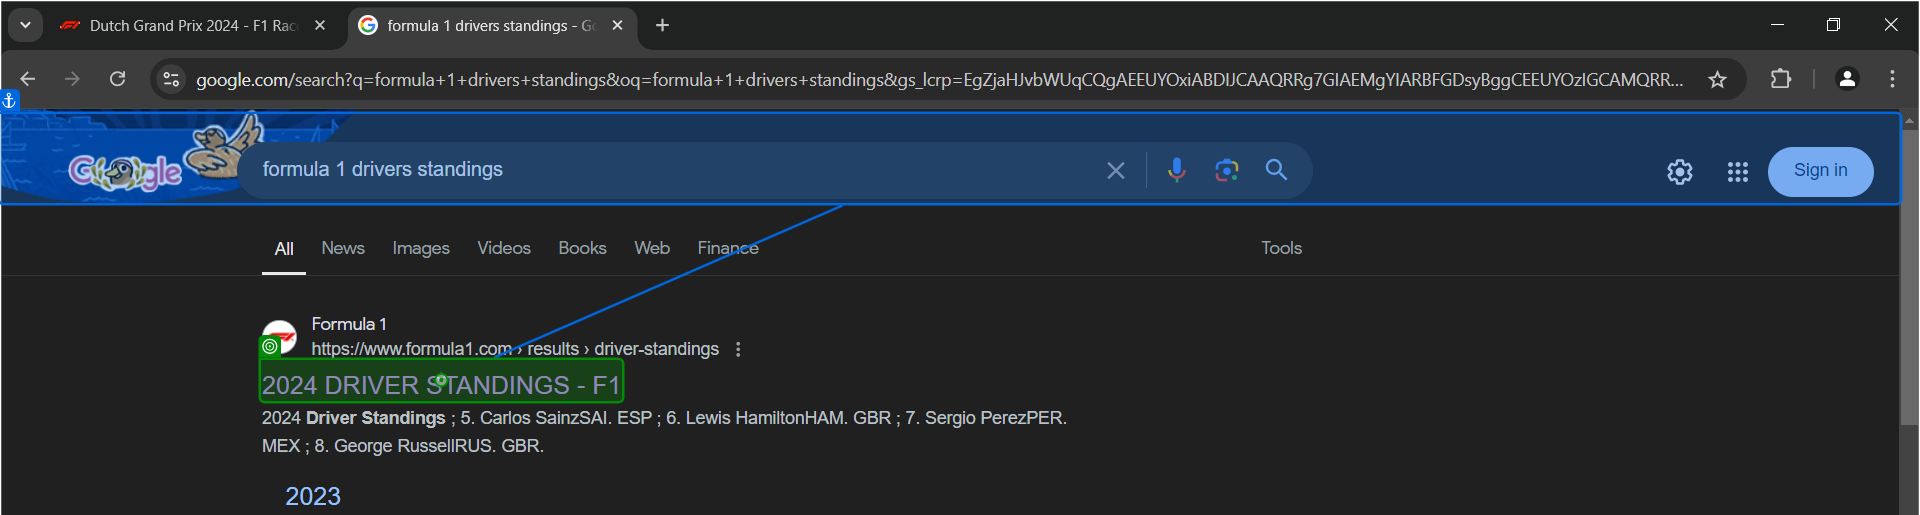 Dutch Grand Prix 2024 - F1 Rac
formula 1 drivers standings - Go
google.com/search?q=formula+1+drivers+standings&oq=formula+1+drivers+standings&gs_lcrp=EgZjaHJvbWUqCQgAEEUYOxiABDIJCAAQRRg7GIAEMgYIARBFGDsyBggCEEUYOzIGCAMQRR...
Google
formula 1 drivers standings
Sign in
All News Images Videos Books Web Finance Tools
Formula 1
https://www.formula1.com › results › driver-standings
2024 DRIVER STANDINGS - F1
2024 Driver Standings ; 5. Carlos SainzSAI. ESP ; 6. Lewis HamiltonHAM. GBR ; 7. Sergio PerezPER.
MEX ; 8. George RussellRUS. GBR.
2023